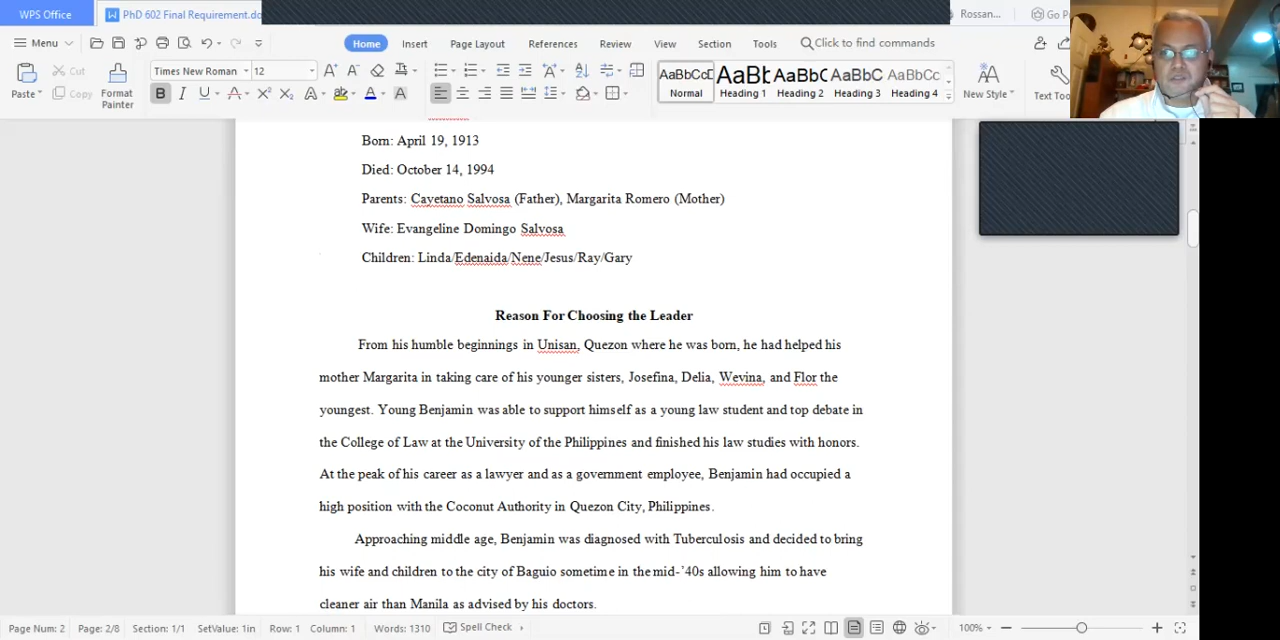 WPS Office
PhD 602 Final Requirement.do
Rossan...
Go P
Menu
Home
Insert
Page Layout
References
Review
View
Section
Tools
Click to find commands
Paste
Cut
Copy
Format Painter
Times New Roman
12
AaBbCcD
Normal
AaBb
Heading 1
AaBbC
Heading 2
AaBbC
Heading 3
AaBbCc
Heading 4
New Style
Text Too
Born: April 19, 1913
Died: October 14, 1994
Parents: Cayetano Salvosa (Father), Margarita Romero (Mother)
Wife: Evangeline Domingo Salvosa
Children: Linda/Edenaida/Nene/Jesus/Ray/Gary
Reason For Choosing the Leader
From his humble beginnings in Unisan, Quezon where he was born, he had helped his
mother Margarita in taking care of his younger sisters, Josefina, Delia, Wevina, and Flor the
youngest. Young Benjamin was able to support himself as a young law student and top debate in
the College of Law at the University of the Philippines and finished his law studies with honors.
At the peak of his career as a lawyer and as a government employee, Benjamin had occupied a
high position with the Coconut Authority in Quezon City, Philippines.
Approaching middle age, Benjamin was diagnosed with Tuberculosis and decided to bring
his wife and children to the city of Baguio sometime in the mid-'40s allowing him to have
cleaner air than Manila as advised by his doctors.
Page Num: 2
Page: 2/8
Section: 1/1
SetValue: 1in
Row: 1
Column: 1
Words: 1310
Spell Check
100%